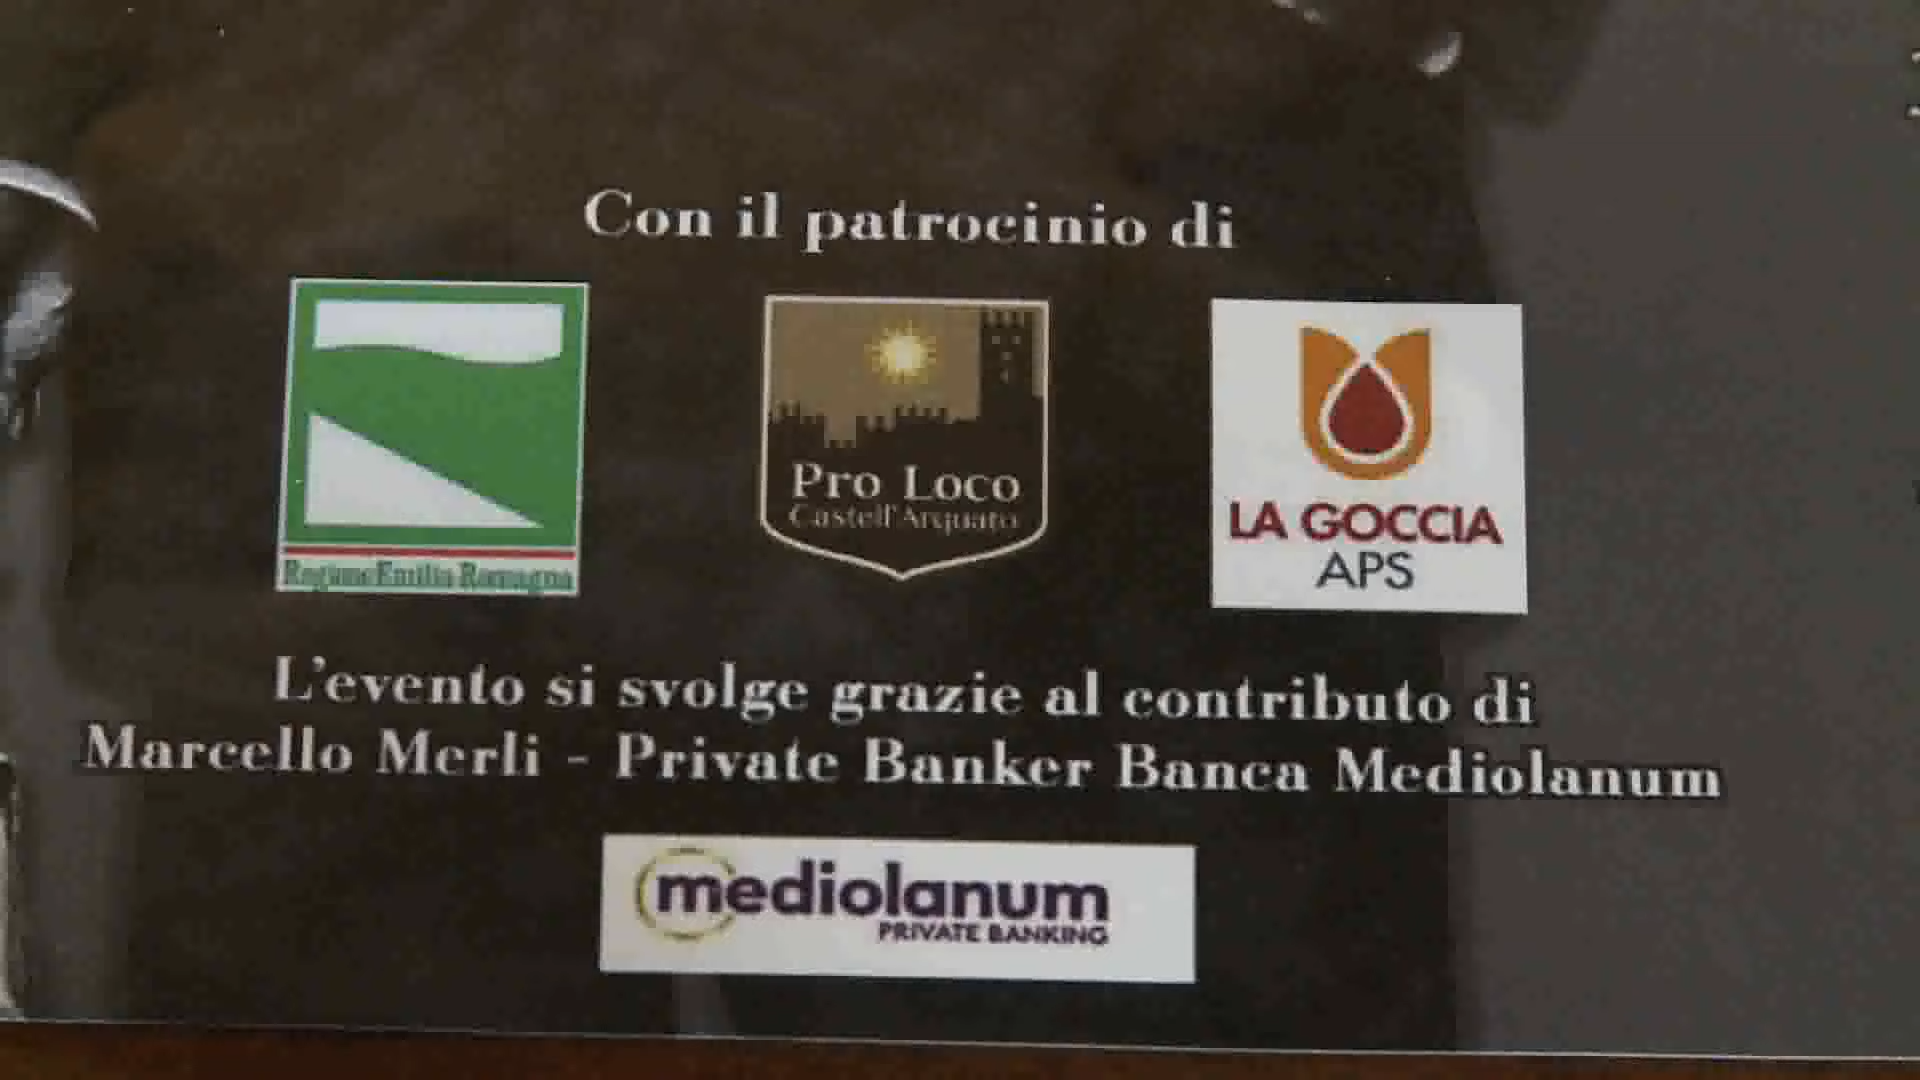 Con il patrocinio di
Regione Emilia Romagna
Pro Loco
Castell'Arquato
LA GOCCIA
APS
L'evento si svolge grazie al contributo di
Marcello Merli - Private Banker Banca Mediolanum
mediolanum
PRIVATE BANKING